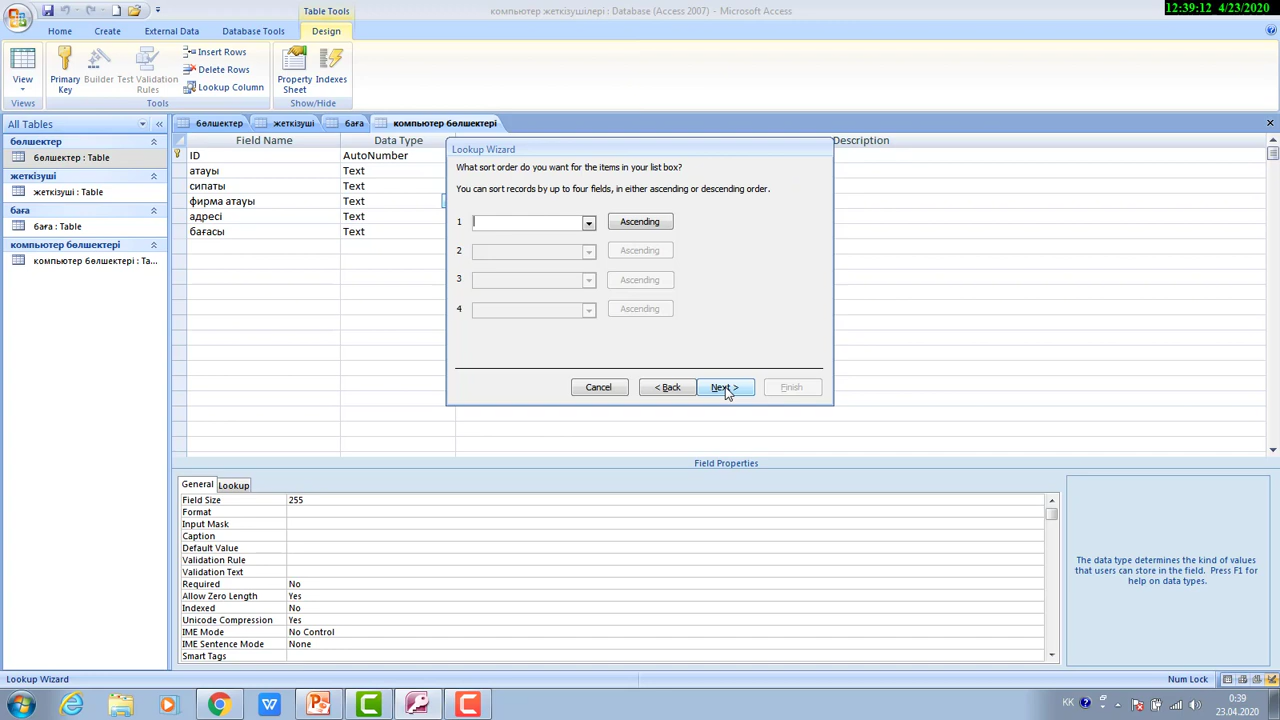 Table Tools
компьютер жеткізушілері : Database (Access 2007) - Microsoft Access
12:39:12 4/23/2020
Home
Create
External Data
Database Tools
Design
View
Primary Key
Builder
Test Validation Rules
Insert Rows
Delete Rows
Lookup Column
Property Sheet
Indexes
Views
Tools
Show/Hide
All Tables
бөлшектер
бөлшектер : Table
жеткізуші
жеткізуші : Table
баға
баға : Table
компьютер бөлшектері
компьютер бөлшектері : Ta...
бөлшектер
жеткізуші
баға
компьютер бөлшектері
Field Name
Data Type
Description
ID AutoNumber
атауы Text
сипаты Text
фирма атауы Text
адресі Text
бағасы Text
Lookup Wizard
What sort order do you want for the items in your list box?
You can sort records by up to four fields, in either ascending or descending order.
1 Ascending
2 Ascending
3 Ascending
4 Ascending
Cancel
< Back
Next >
Finish
Field Properties
General
Lookup
Field Size 255
Format
Input Mask
Caption
Default Value
Validation Rule
Validation Text
Required No
Allow Zero Length Yes
Indexed No
Unicode Compression Yes
IME Mode No Control
IME Sentence Mode None
Smart Tags
The data type determines the kind of values
that users can store in the field. Press F1 for
help on data types.
Lookup Wizard
Num Lock
KK
0:39
23.04.2020